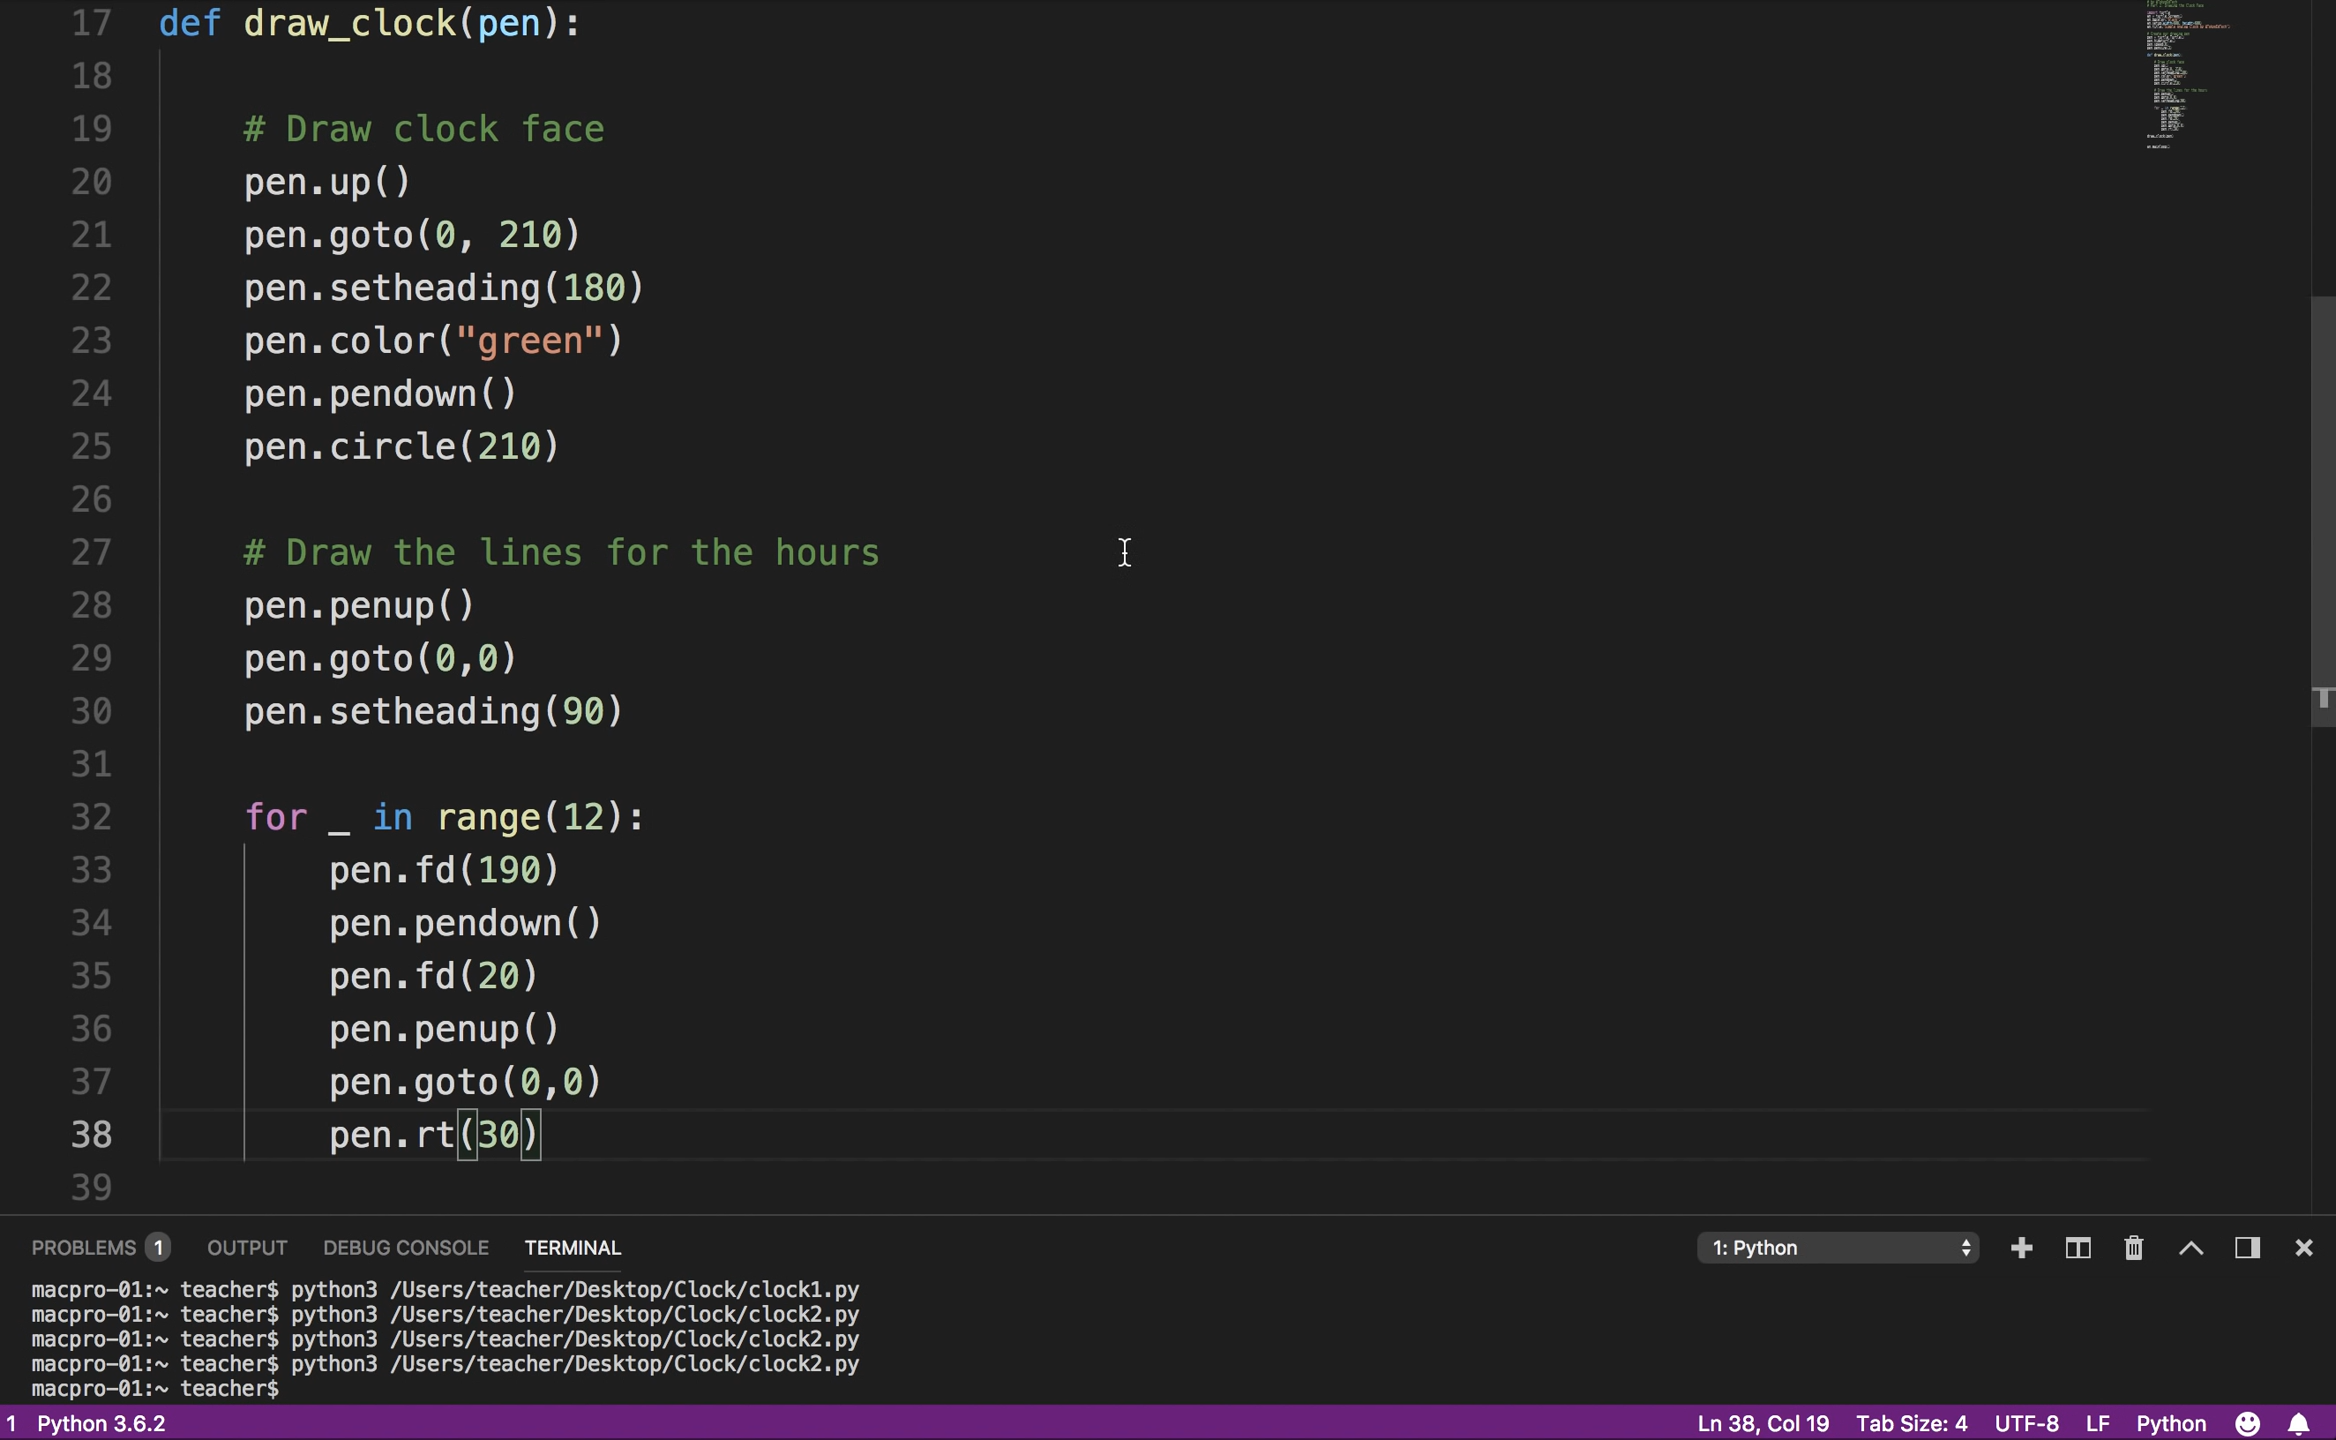 17 def draw_clock(pen):
18
19 # Draw clock face
20 pen.up()
21 pen.goto(0, 210)
22 pen.setheading(180)
23 pen.color("green")
24 pen.pendown()
25 pen.circle(210)
26
27 # Draw the lines for the hours
28 pen.penup()
29 pen.goto(0,0)
30 pen.setheading(90)
31
32 for _ in range(12):
33 pen.fd(190)
34 pen.pendown()
35 pen.fd(20)
36 pen.penup()
37 pen.goto(0,0)
38 pen.rt(30)
39
PROBLEMS 1 OUTPUT DEBUG CONSOLE TERMINAL 1: Python
macpro-01:~ teacher$ python3 /Users/teacher/Desktop/Clock/clock1.py
macpro-01:~ teacher$ python3 /Users/teacher/Desktop/Clock/clock2.py
macpro-01:~ teacher$ python3 /Users/teacher/Desktop/Clock/clock2.py
macpro-01:~ teacher$ python3 /Users/teacher/Desktop/Clock/clock2.py
macpro-01:~ teacher$
1 Python 3.6.2 Ln 38, Col 19 Tab Size: 4 UTF-8 LF Python